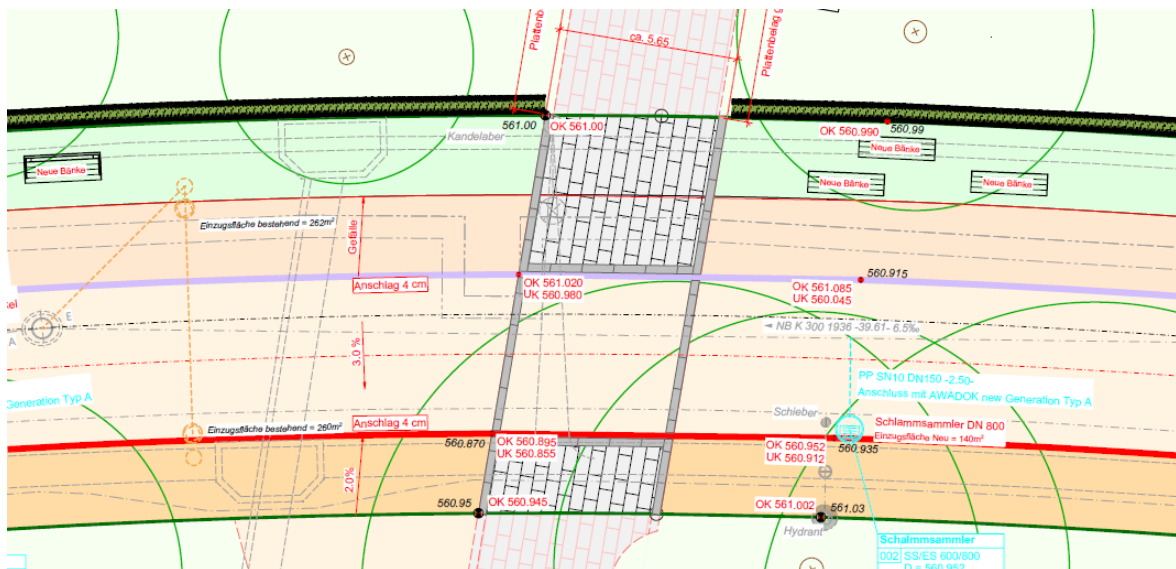 Plattenb
ca. 5.65
Plattenbelag g
Kandelaber
561.00
OK 561.00
OK 560.990
560.99
Neue Bänke
Neue Bänke
Neue Bänke
Neue Bänke
Einzugsfläche bestehend = 262m²
Gefälle
kel
Anschlag 4 cm
OK 561.020
UK 560.980
560.915
OK 561.085
UK 560.045
E
A
◄ NB K 300 1936 -39.61- 6.5‰
3.0 %
PP SN10 DN150 -2.50-
Anschluss mit AWADOK new Generation Typ A
Generation Typ A
Schieber
Schlammsammler DN 800
Einzugsfläche Neu = 140m²
Einzugsfläche bestehend = 260m²
Anschlag 4 cm
560.870
OK 560.895
UK 560.855
OK 560.952
UK 560.912
560.935
2.0%
560.95
OK 560.945
OK 561.002
561.03
Hydrant
Schalmmsammler
002 SS/ES 600/800
D = 560.952